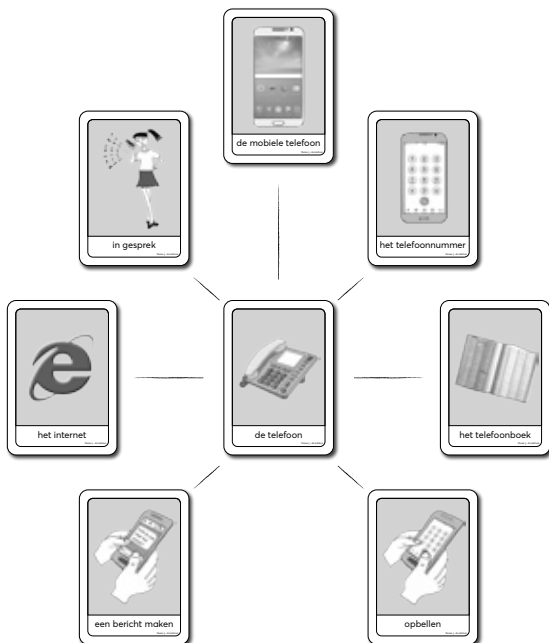 de mobiele telefoon
in gesprek
het telefoonnummer
het internet
de telefoon
het telefoonboek
een bericht maken
opbellen